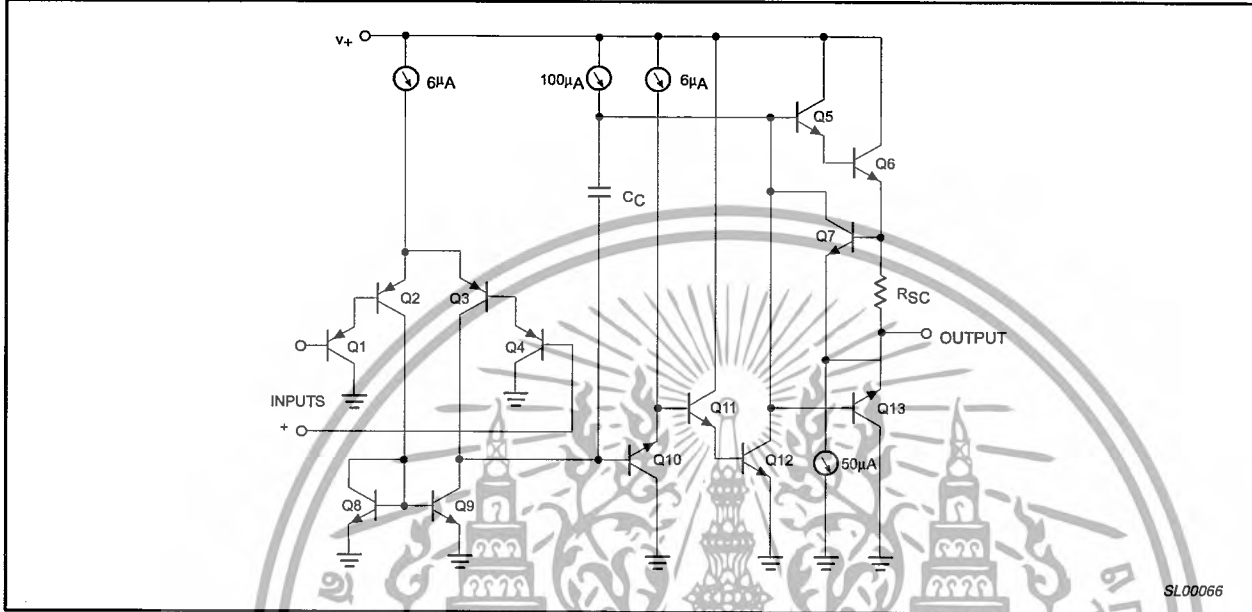 V+
6µA
100µA
6µA
Q5
Q6
CC
Q7
Q2
Q3
RSC
Q1
Q4
OUTPUT
INPUTS
+
Q11
Q13
Q10
Q12
50µA
Q8
Q9
SL00066